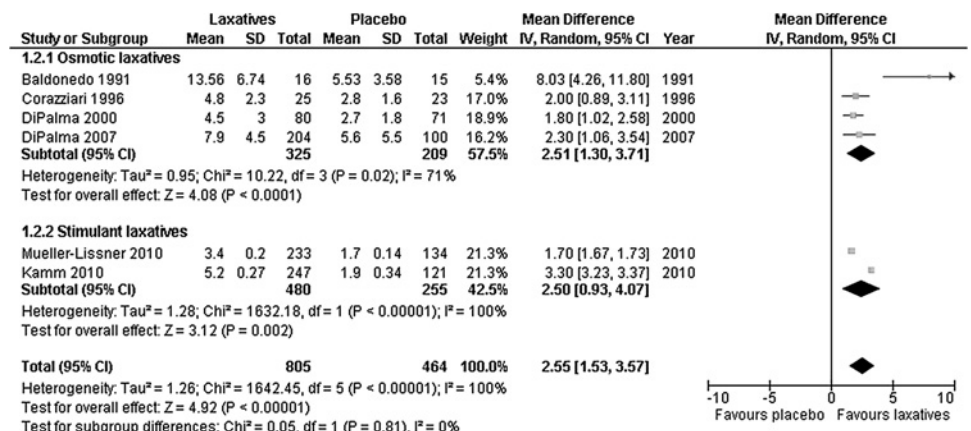 Laxatives Placebo Mean Difference Mean Difference
Study or Subgroup Mean SD Total Mean SD Total Weight IV, Random, 95% CI Year IV, Random, 95% CI
1.2.1 Osmotic laxatives
Baldonedo 1991 13.56 6.74 16 5.53 3.58 15 5.4% 8.03 [4.26, 11.80] 1991
Corazziari 1996 4.8 2.3 25 2.8 1.6 23 17.0% 2.00 [0.89, 3.11] 1996
DiPalma 2000 4.5 3 80 2.7 1.8 71 18.9% 1.80 [1.02, 2.58] 2000
DiPalma 2007 7.9 4.5 204 5.6 5.5 100 16.2% 2.30 [1.06, 3.54] 2007
Subtotal (95% CI) 325 209 57.5% 2.51 [1.30, 3.71]
Heterogeneity: Tau² = 0.95; Chi² = 10.22, df = 3 (P = 0.02); I² = 71%
Test for overall effect: Z = 4.08 (P < 0.0001)
1.2.2 Stimulant laxatives
Mueller-Lissner 2010 3.4 0.2 233 1.7 0.14 134 21.3% 1.70 [1.67, 1.73] 2010
Kamm 2010 5.2 0.27 247 1.9 0.34 121 21.3% 3.30 [3.23, 3.37] 2010
Subtotal (95% CI) 480 255 42.5% 2.50 [0.93, 4.07]
Heterogeneity: Tau² = 1.28; Chi² = 1632.18, df = 1 (P < 0.00001); I² = 100%
Test for overall effect: Z = 3.12 (P = 0.002)
Total (95% CI) 805 464 100.0% 2.55 [1.53, 3.57]
Heterogeneity: Tau² = 1.26; Chi² = 1642.45, df = 5 (P < 0.00001); I² = 100%
Test for overall effect: Z = 4.92 (P < 0.00001)
Test for subgroup differences: Chi² = 0.05, df = 1 (P = 0.81), I² = 0%
-10 -5 0 5 10
Favours placebo Favours laxatives